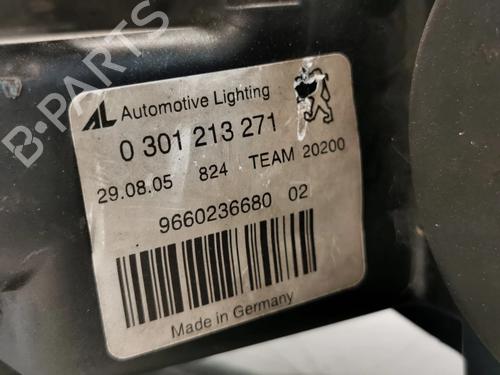 AL Automotive Lighting
0 301 213 271
29.08.05 824 TEAM 20200
9660236680 02
Made in Germany
B-PARTS